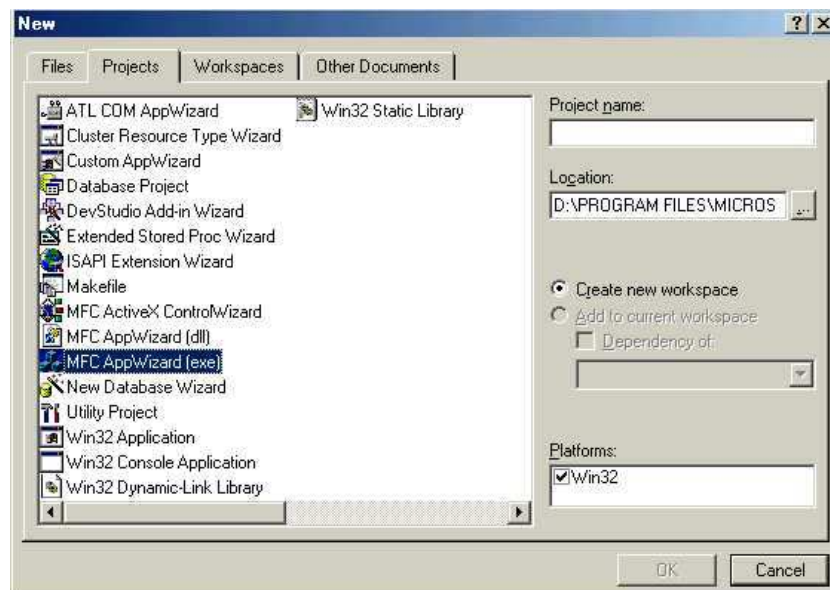 New
Files
Projects
Workspaces
Other Documents
ATL COM AppWizard
Cluster Resource Type Wizard
Custom AppWizard
Database Project
DevStudio Add-in Wizard
Extended Stored Proc Wizard
ISAPI Extension Wizard
Makefile
MFC ActiveX ControlWizard
MFC AppWizard (dll)
MFC AppWizard (exe)
New Database Wizard
Utility Project
Win32 Application
Win32 Console Application
Win32 Dynamic-Link Library
Win32 Static Library
Project name:
Location:
D:\PROGRAM FILES\MICROS
...
Create new workspace
Add to current workspace
Dependency of:
Platforms:
Win32
OK
Cancel